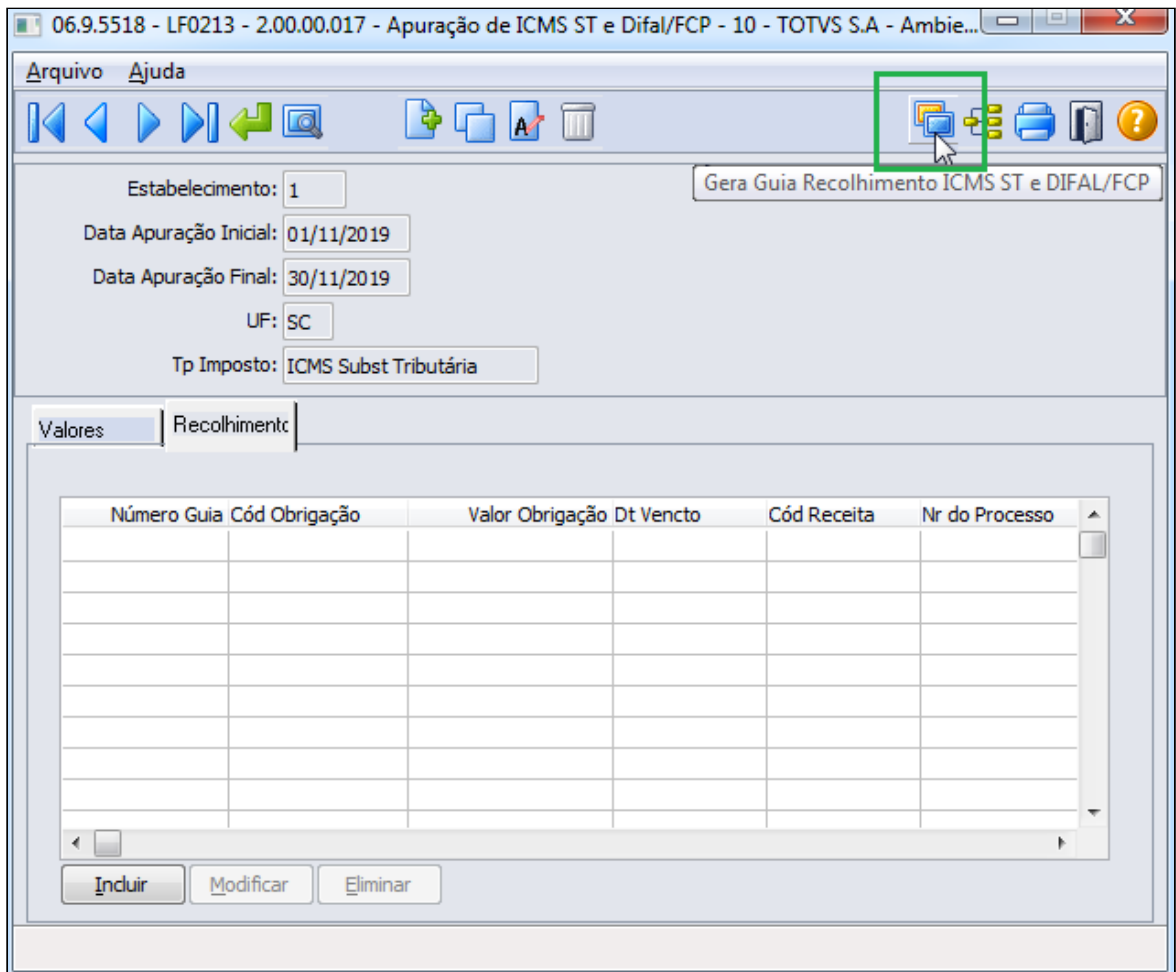 06.9.5518 - LF0213 - 2.00.00.017 - Apuração de ICMS ST e Difal/FCP - 10 - TOTVS S.A - Ambie...
Arquivo Ajuda
Gera Guia Recolhimento ICMS ST e DIFAL/FCP
Estabelecimento: 1
Data Apuração Inicial: 01/11/2019
Data Apuração Final: 30/11/2019
UF: SC
Tp Imposto: ICMS Subst Tributária
Valores Recolhimento
Número Guia Cód Obrigação Valor Obrigação Dt Vencto Cód Receita Nr do Processo
Incluir Modificar Eliminar